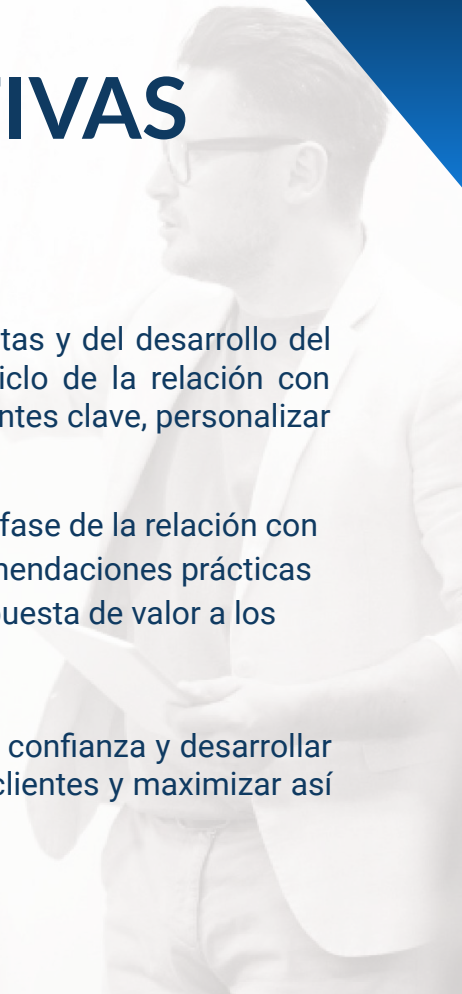 TIVAS
tas y del desarrollo del
iclo de la relación con
ntes clave, personalizar
fase de la relación con
nendaciones prácticas
uesta de valor a los
confianza y desarrollar
clientes y maximizar así